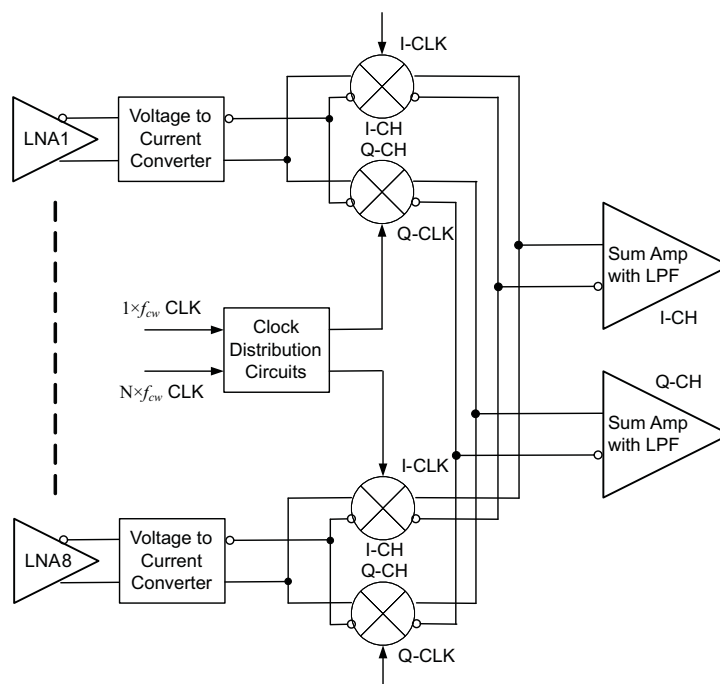 I-CLK
LNA1
Voltage to
Current
Converter
I-CH
Q-CH
Q-CLK
Sum Amp
with LPF
I-CH
1×fcw CLK
Clock
Distribution
Circuits
N×fcw CLK
Q-CH
Sum Amp
with LPF
I-CLK
LNA8
Voltage to
Current
Converter
I-CH
Q-CH
Q-CLK